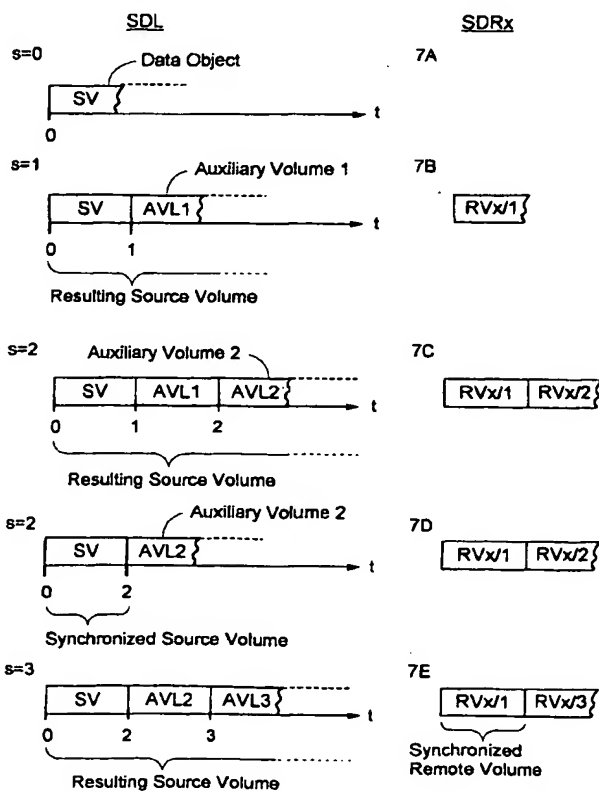 SDL SDRx
s=0 Data Object 7A
SV
t
0
s=1 Auxiliary Volume 1 7B
SV AVL1 RVx/1
t
0 1
Resulting Source Volume
s=2 Auxiliary Volume 2 7C
SV AVL1 AVL2 RVx/1 RVx/2
t
0 1 2
Resulting Source Volume
s=2 Auxiliary Volume 2 7D
SV AVL2 RVx/1 RVx/2
t
0 2
Synchronized Source Volume
s=3 7E
SV AVL2 AVL3 RVx/1 RVx/3
t
0 2 3
Synchronized
Remote Volume
Resulting Source Volume